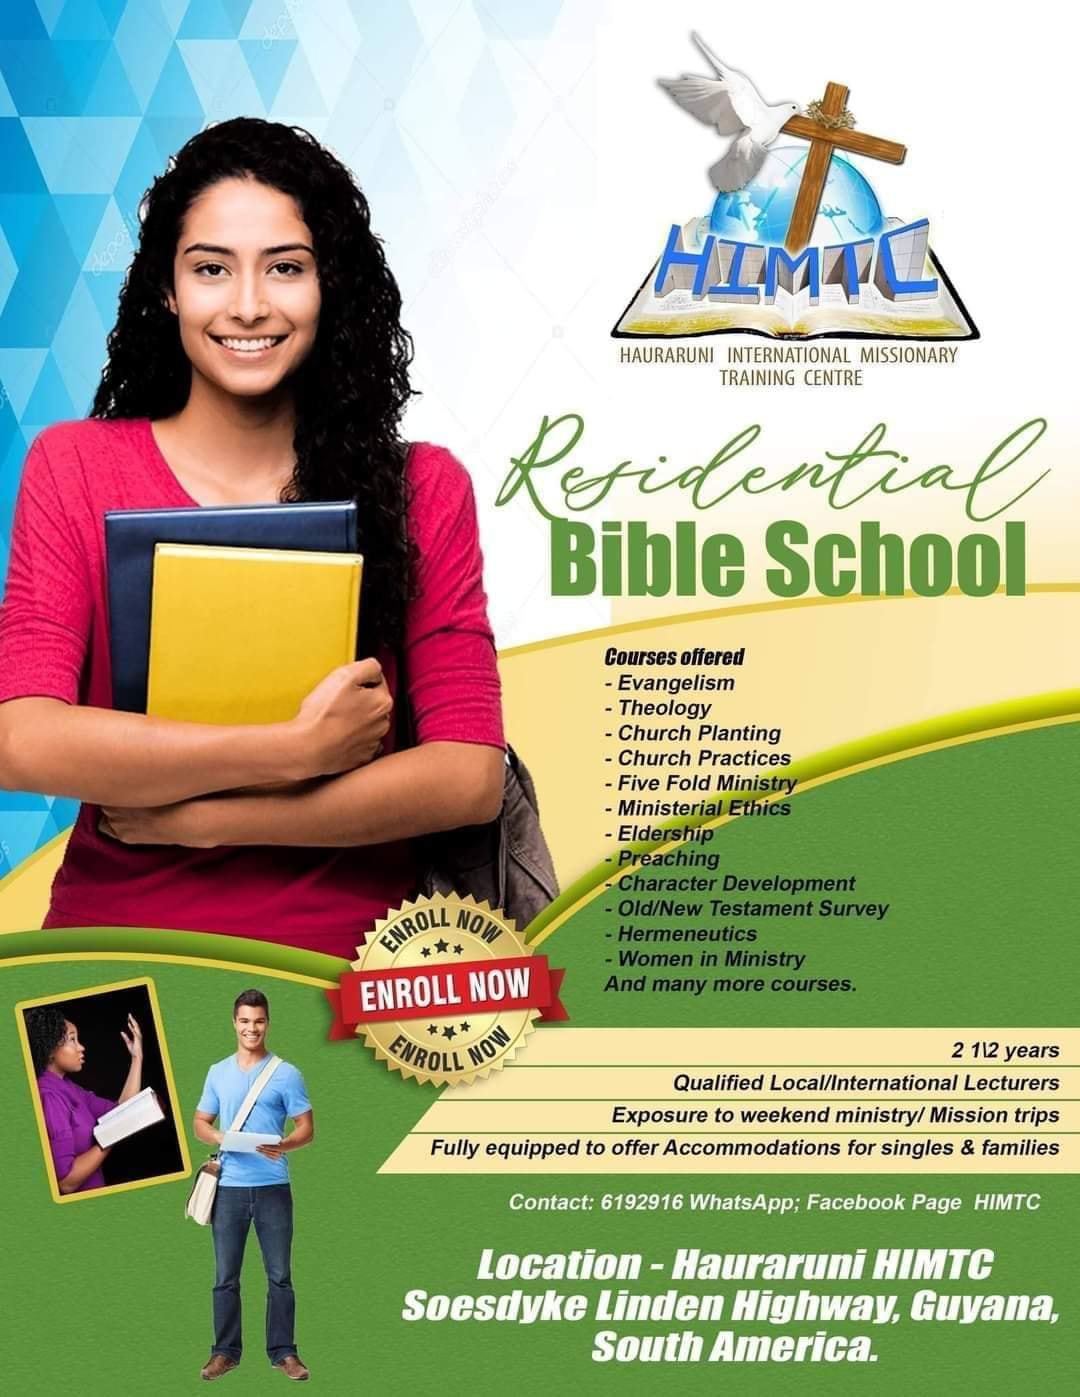 HIMTC
HAURARUNI INTERNATIONAL MISSIONARY
TRAINING CENTRE
Residential
Bible School
Courses offered
- Evangelism
- Theology
- Church Planting
- Church Practices
- Five Fold Ministry
- Ministerial Ethics
- Eldership
- Preaching
- Character Development
- Old/New Testament Survey
- Hermeneutics
- Women in Ministry
And many more courses.
ENROLL NOW
ENROLL NOW
ENROLL NOW
2 1\2 years
Qualified Local/International Lecturers
Exposure to weekend ministry/ Mission trips
Fully equipped to offer Accommodations for singles & families
Contact: 6192916 WhatsApp; Facebook Page HIMTC
Location - Hauraruni HIMTC
Soesdyke Linden Highway, Guyana,
South America.